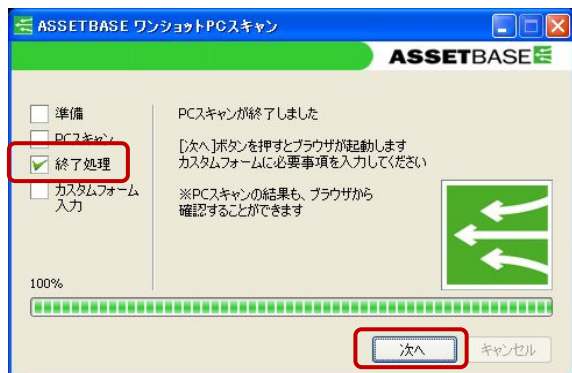 ASSETBASE ワンショットPCスキャン
ASSETBASE
準備
PCスキャン
終了処理
カスタムフォーム
入力
PCスキャンが終了しました
[次へ]ボタンを押すとブラウザが起動します
カスタムフォームに必要事項を入力してください
※PCスキャンの結果も、ブラウザから
確認することができます
100%
次へ
キャンセル